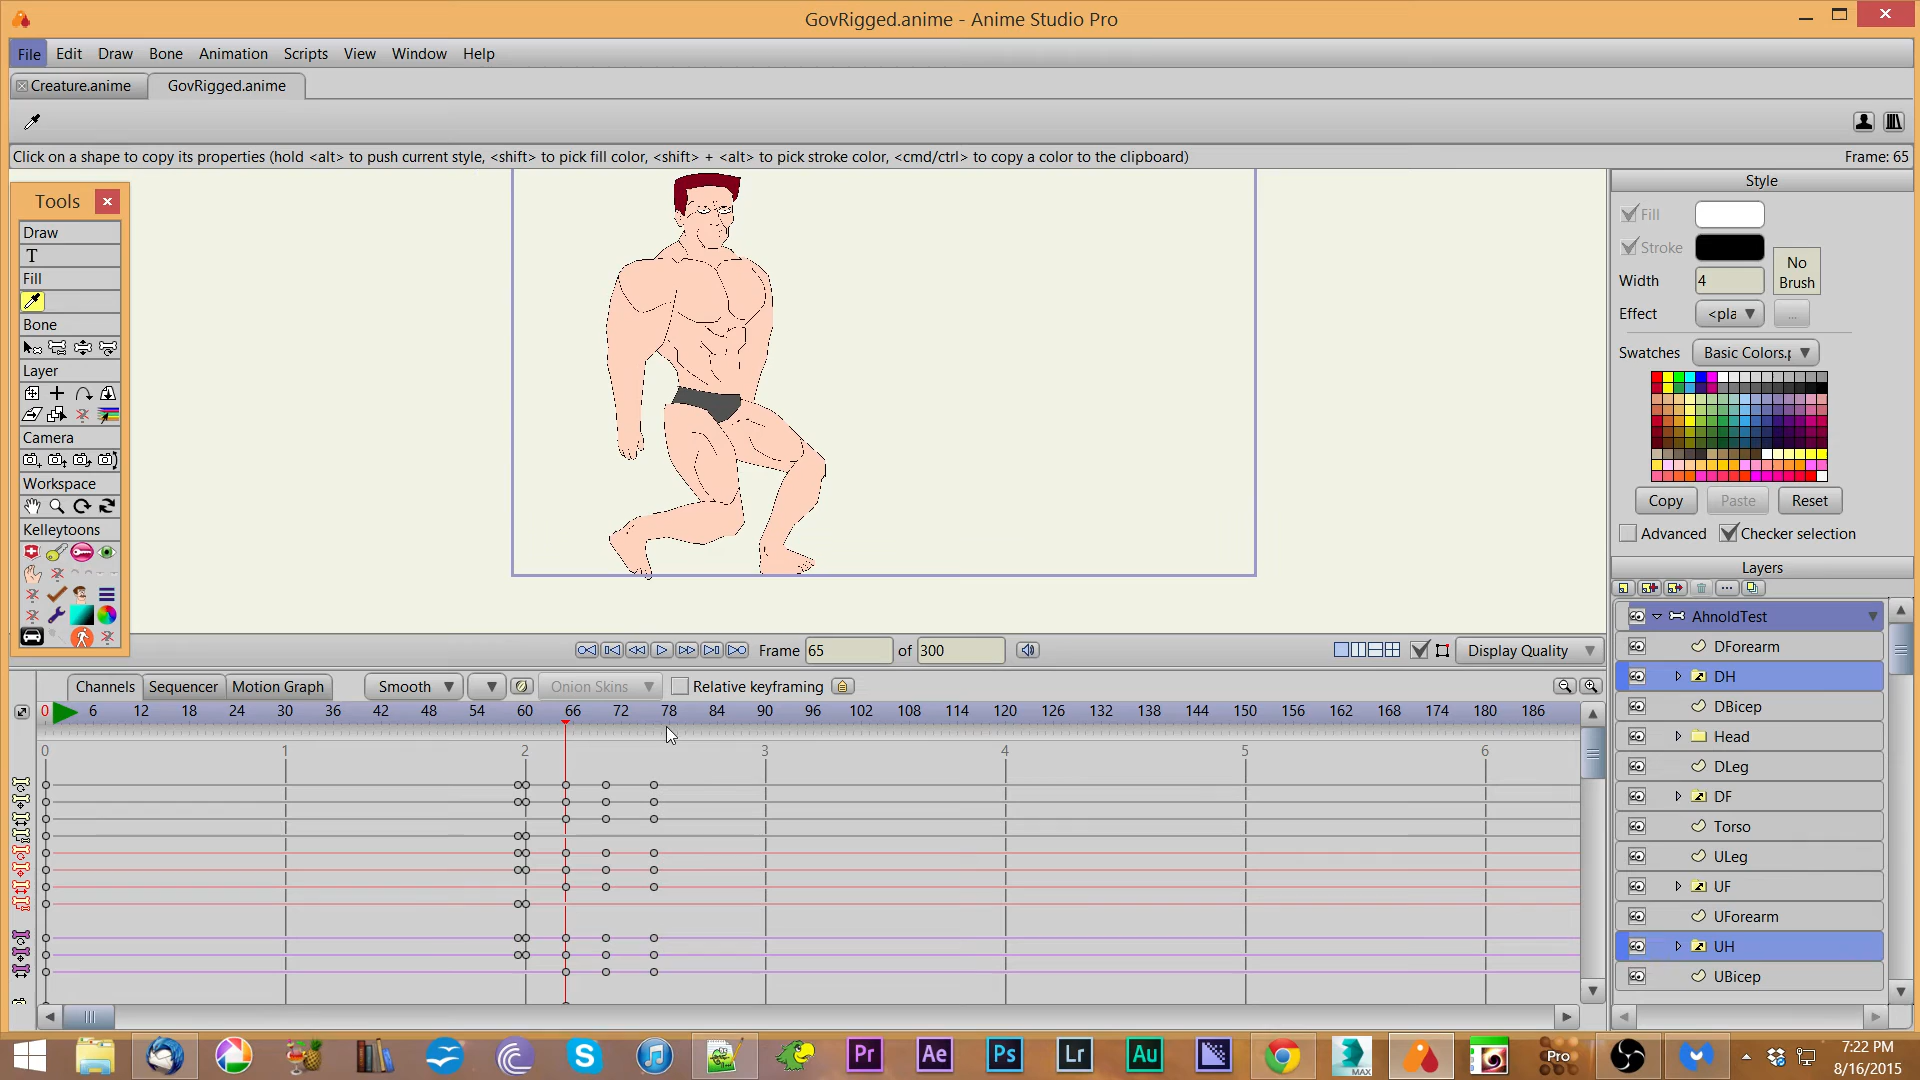 GovRigged.anime - Anime Studio Pro
File Edit Draw Bone Animation Scripts View Window Help
Creature.anime GovRigged.anime
Click on a shape to copy its properties (hold <alt> to push current style, <shift> to pick fill color, <shift> + <alt> to pick stroke color, <cmd/ctrl> to copy a color to the clipboard) Frame: 65
Tools
Draw
T
Fill
Bone
Layer
Camera
Workspace
Kelleytoons
Style
Fill
Stroke
Width 4
No Brush
Effect <pla
Swatches Basic Colors.p
Copy Paste Reset
Advanced Checker selection
Layers
AhnoldTest
DForearm
DH
DBicep
Head
DLeg
DF
Torso
ULeg
UF
UForearm
UH
UBicep
Frame 65 of 300 Display Quality
Channels Sequencer Motion Graph Smooth Onion Skins Relative keyframing
0 6 12 18 24 30 36 42 48 54 60 66 72 78 84 90 96 102 108 114 120 126 132 138 144 150 156 162 168 174 180 186
0 1 2 3 4 5 6
Pr Ae Ps Lr Au MAX Pro
7:22 PM
8/16/2015